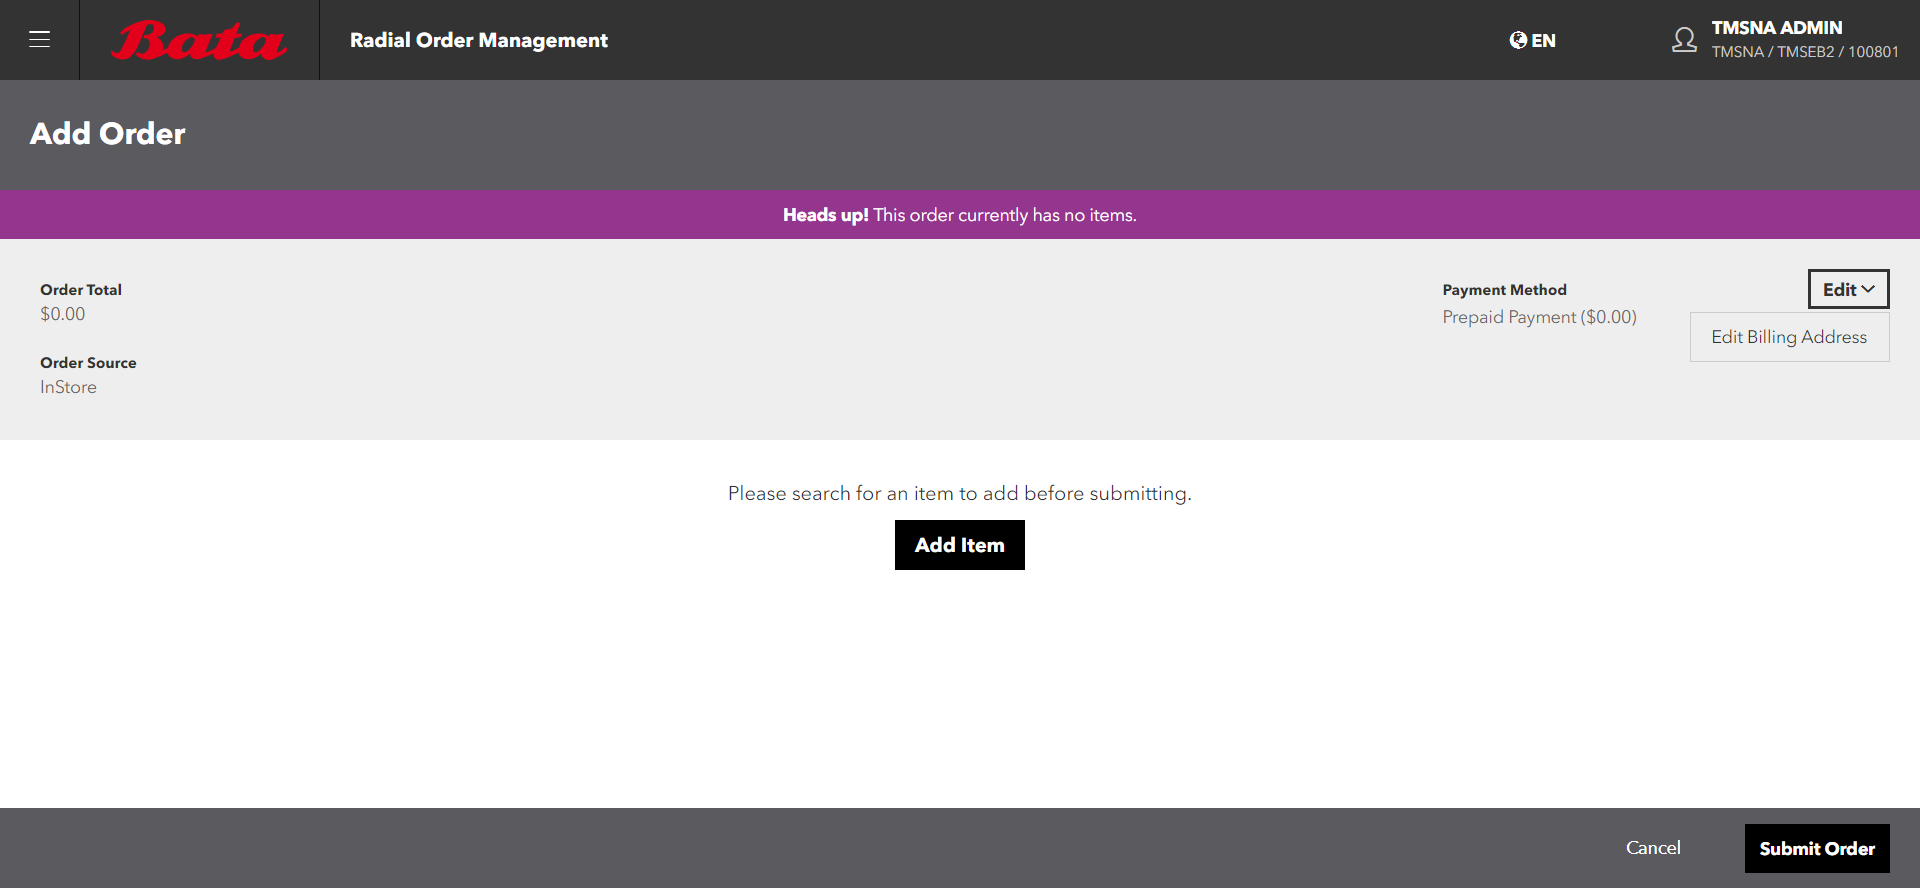 Bata
Radial Order Management
EN
TMSNA ADMIN
TMSNA / TMSEB2 / 100801
Add Order
Heads up! This order currently has no items.
Order Total
$0.00
Order Source
InStore
Payment Method
Prepaid Payment ($0.00)
Edit
Edit Billing Address
Please search for an item to add before submitting.
Add Item
Cancel
Submit Order